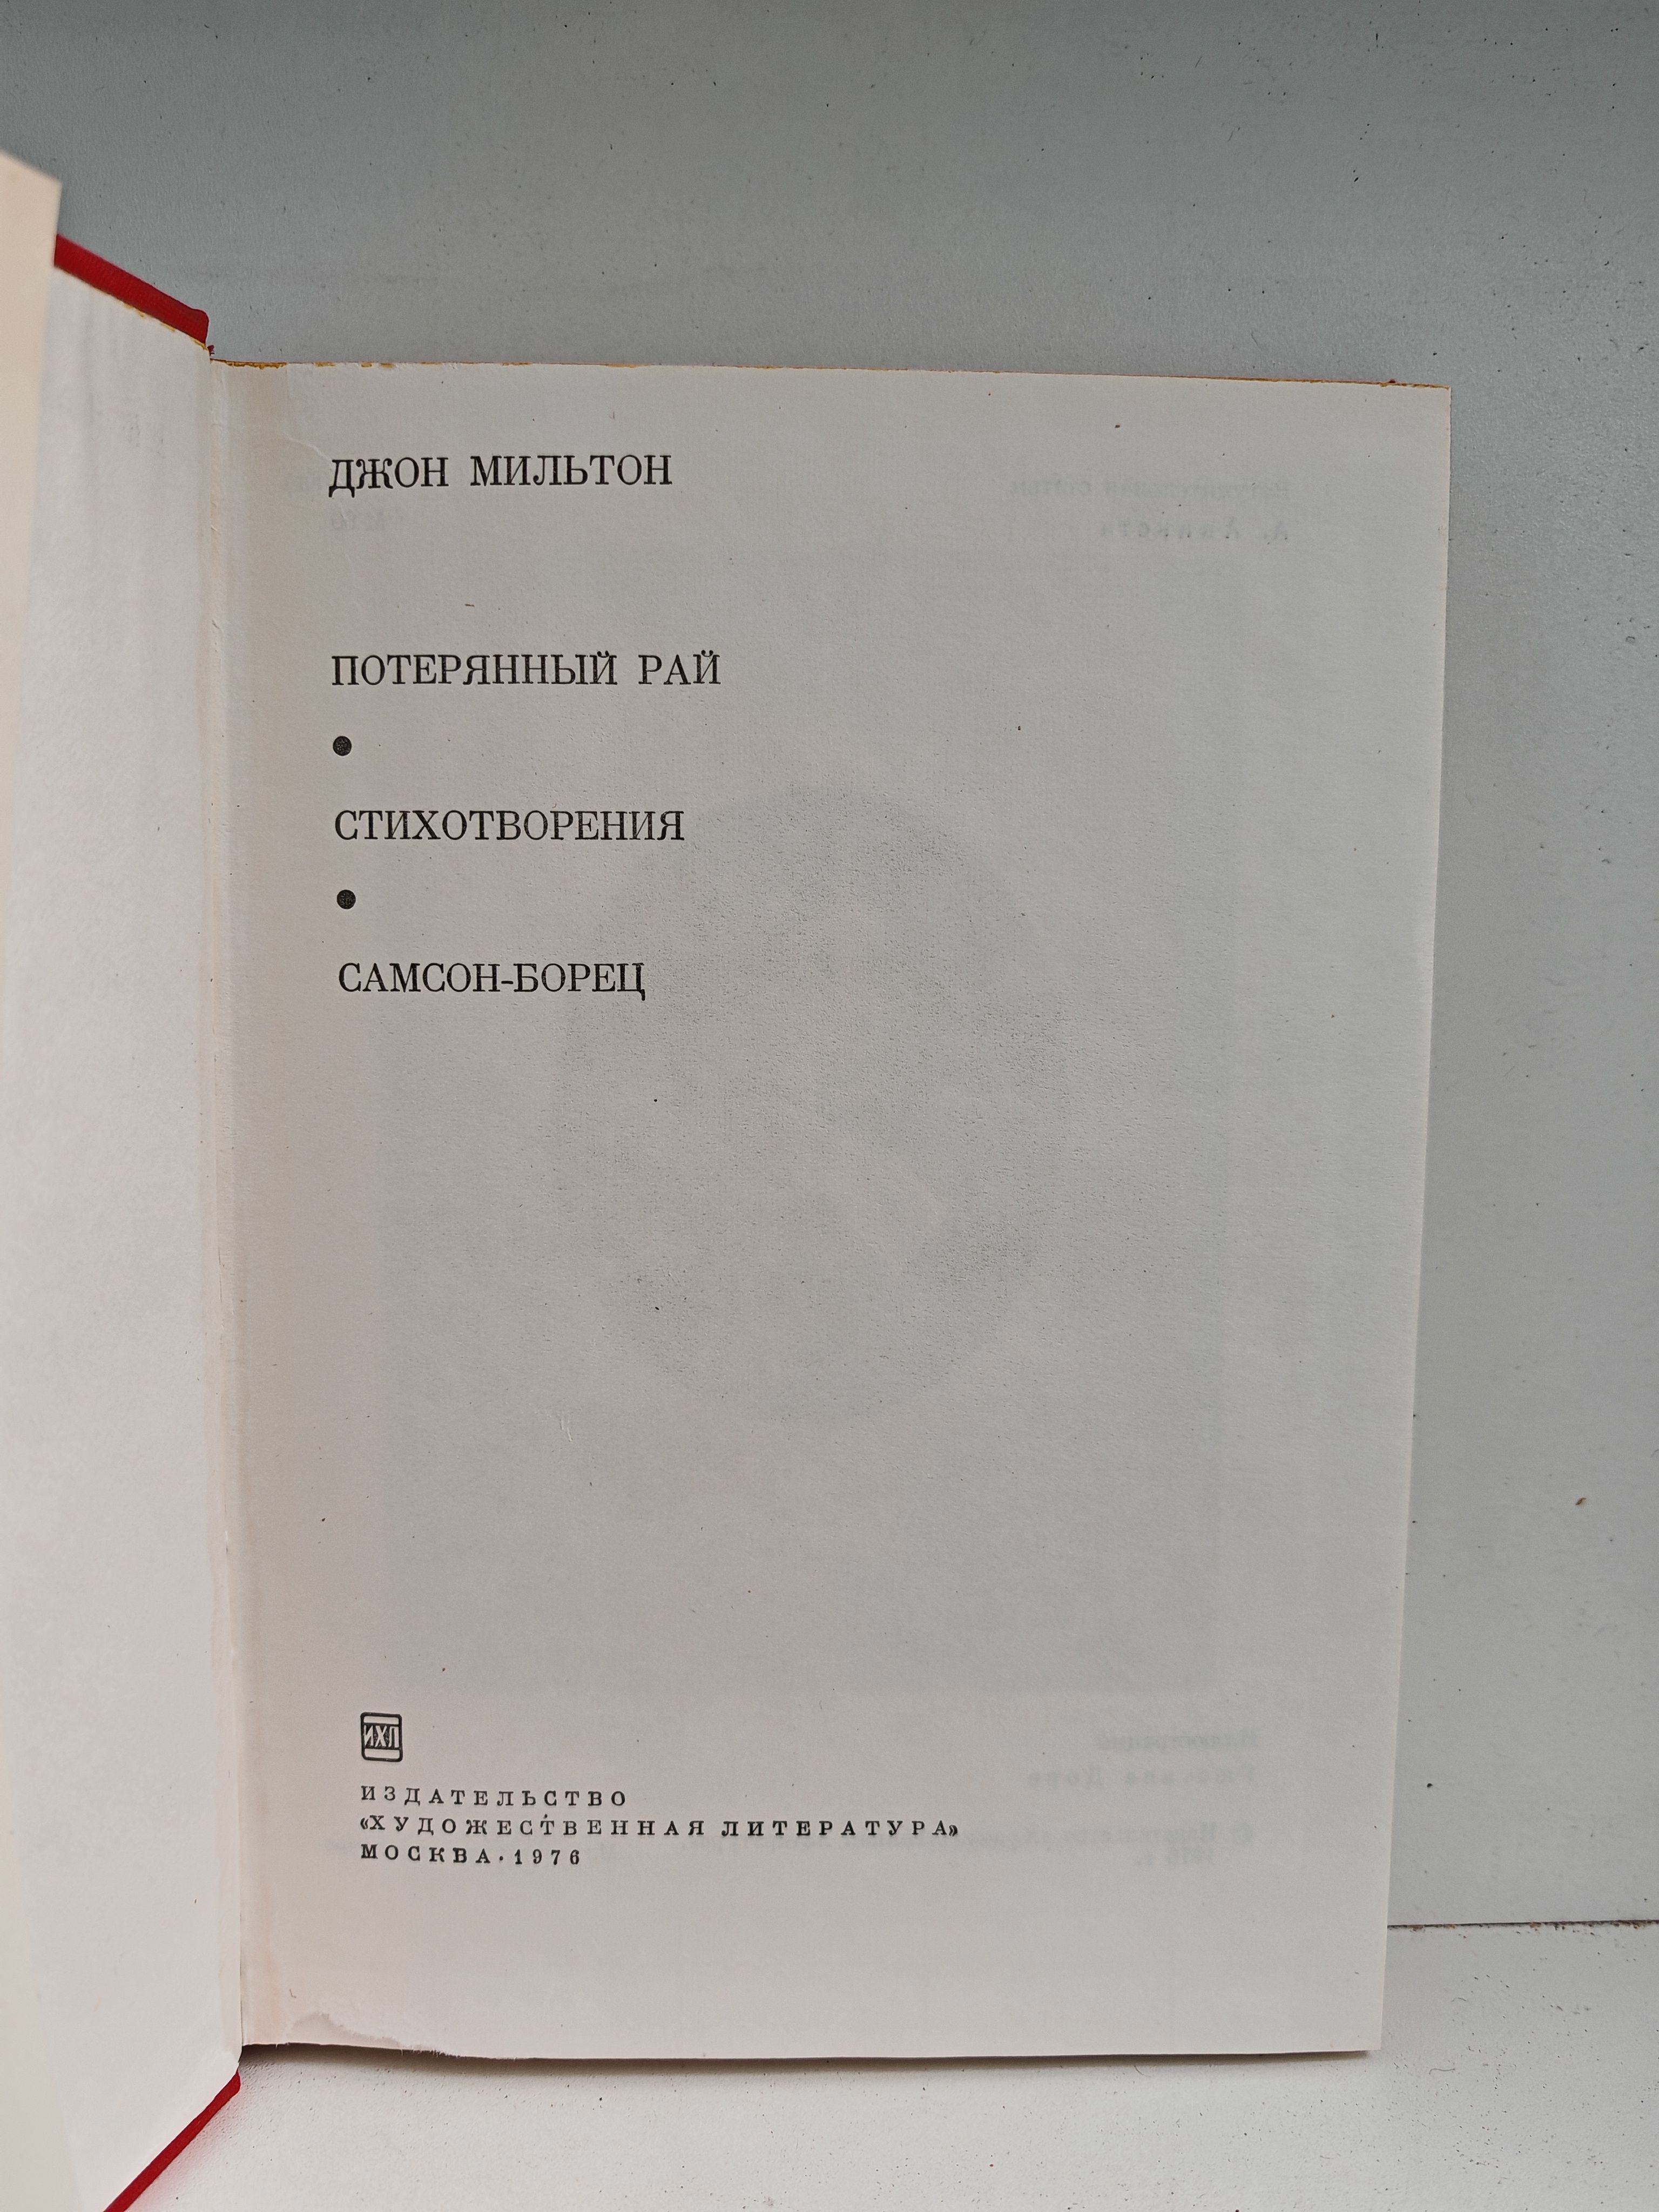 ДЖОН МИЛЬТОН
ПОТЕРЯННЫЙ РАЙ
●
СТИХОТВОРЕНИЯ
●
САМСОН-БОРЕЦ
ИХЛ
ИЗДАТЕЛЬСТВО
«ХУДОЖЕСТВЕННАЯ ЛИТЕРАТУРА»
МОСКВА·1976